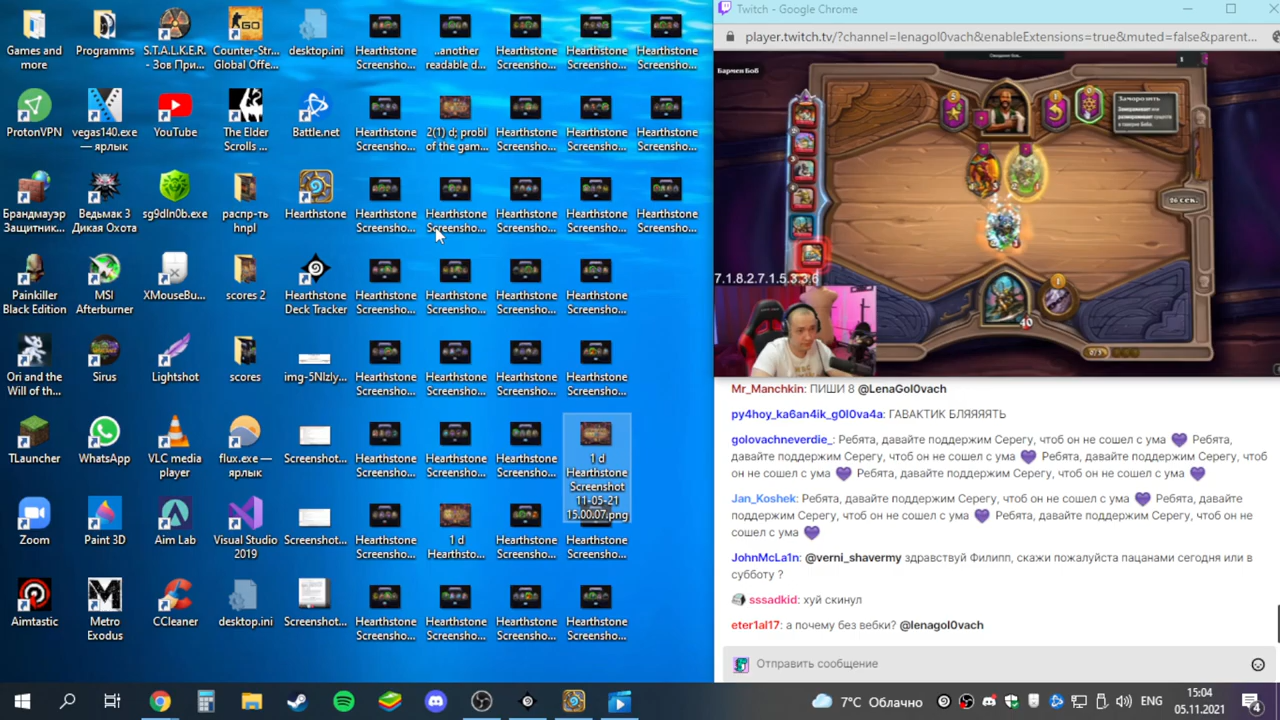 Games and more
Programms
S.T.A.L.K.E.R. - Зов При...
Counter-Str... Global Offe...
desktop.ini
Hearthstone Screensho...
..another readable d...
Hearthstone Screensho...
Hearthstone Screensho...
Hearthstone Screensho...
ProtonVPN
vegas140.exe — ярлык
YouTube
The Elder Scrolls ...
Battle.net
Hearthstone Screensho...
2(1) d; probl of the gam...
Hearthstone Screensho...
Hearthstone Screensho...
Hearthstone Screensho...
Брандмауэр Защитник...
Ведьмак 3 Дикая Охота
sg9dln0b.exe
распр-ть hnpl
Hearthstone
Hearthstone Screensho...
Hearthstone Screensho...
Hearthstone Screensho...
Hearthstone Screensho...
Hearthstone Screensho...
Painkiller Black Edition
MSI Afterburner
XMouseBu...
scores 2
Hearthstone Deck Tracker
Hearthstone Screensho...
Hearthstone Screensho...
Hearthstone Screensho...
Hearthstone Screensho...
Ori and the Will of th...
Sirus
Lightshot
scores
img-5Nlzly...
Hearthstone Screensho...
Hearthstone Screensho...
Hearthstone Screensho...
Hearthstone Screensho...
TLauncher
WhatsApp
VLC media player
flux.exe — ярлык
Screenshot...
Hearthstone Screensho...
Hearthstone Screensho...
Hearthstone Screensho...
1 d Hearthstone Screenshot 11-05-21 15.00.07.png
Zoom
Paint 3D
Aim Lab
Visual Studio 2019
Screenshot...
Hearthstone Screensho...
1 d Hearthsto...
Hearthstone Screensho...
Hearthstone Screensho...
Aimtastic
Metro Exodus
CCleaner
desktop.ini
Screenshot...
Hearthstone Screensho...
Hearthstone Screensho...
Hearthstone Screensho...
Hearthstone Screensho...
Twitch - Google Chrome
player.twitch.tv/?channel=lenagol0vach&enableExtensions=true&muted=false&parent...
Бармен Боб
Заморозить
26 сек.
7.1.8.2.7.1.5.3.3.6
40
Mr_Manchkin: ПИШИ 8 @LenaGol0vach
py4hoy_ka6an4ik_g0l0va4a: ГАВАКТИК БЛЯЯЯЯТЬ
golovachneverdie_: Ребята, давайте поддержим Серегу, чтоб он не сошел с ума 💜 Ребята,
давайте поддержим Серегу, чтоб он не сошел с ума 💜 Ребята, давайте поддержим Серегу, чтоб
он не сошел с ума 💜 Ребята, давайте поддержим Серегу, чтоб он не сошел с ума 💜
Jan_Koshek: Ребята, давайте поддержим Серегу, чтоб он не сошел с ума 💜 Ребята, давайте
поддержим Серегу, чтоб он не сошел с ума 💜 Ребята, давайте поддержим Серегу, чтоб он не
сошел с ума 💜
JohnMcLa1n: @verni_shavermy здравствуй Филипп, скажи пожалуйста пацанами сегодня или в
субботу ?
sssadkid: хуй скинул
eter1al17: а почему без вебки? @lenagol0vach
Отправить сообщение
7°C Облачно
ENG
15:04
05.11.2021
4